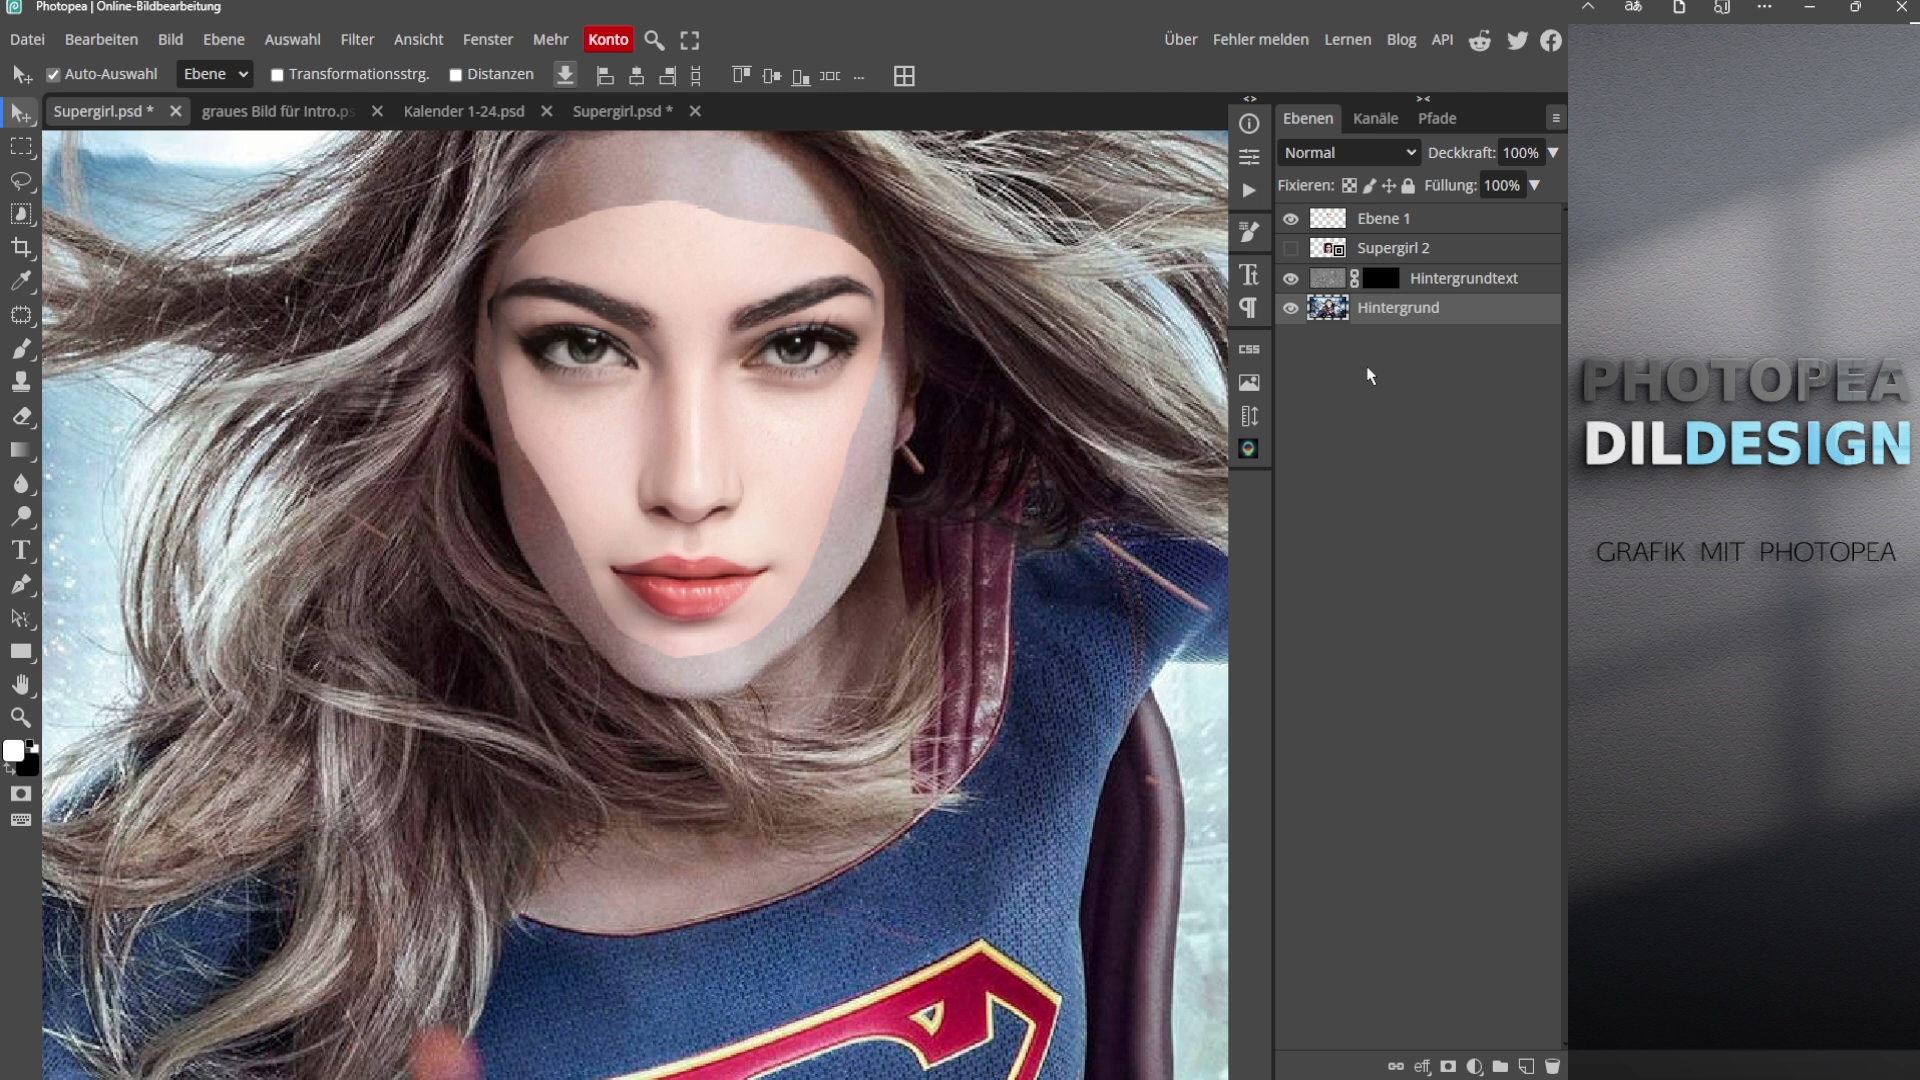 Photopea | Online-Bildbearbeitung
Datei Bearbeiten Bild Ebene Auswahl Filter Ansicht Fenster Mehr Konto Über Fehler melden Lernen Blog API
Auto-Auswahl Ebene Transformationsstrg. Distanzen ...
Supergirl.psd * graues Bild für Intro.ps Kalender 1-24.psd Supergirl.psd *
Ebenen Kanäle Pfade
Normal Deckkraft: 100%
Fixieren: Füllung: 100%
Ebene 1
Supergirl 2
Hintergrundtext
Hintergrund
CSS
eff
PHOTOPEA
DILDESIGN
GRAFIK MIT PHOTOPEA